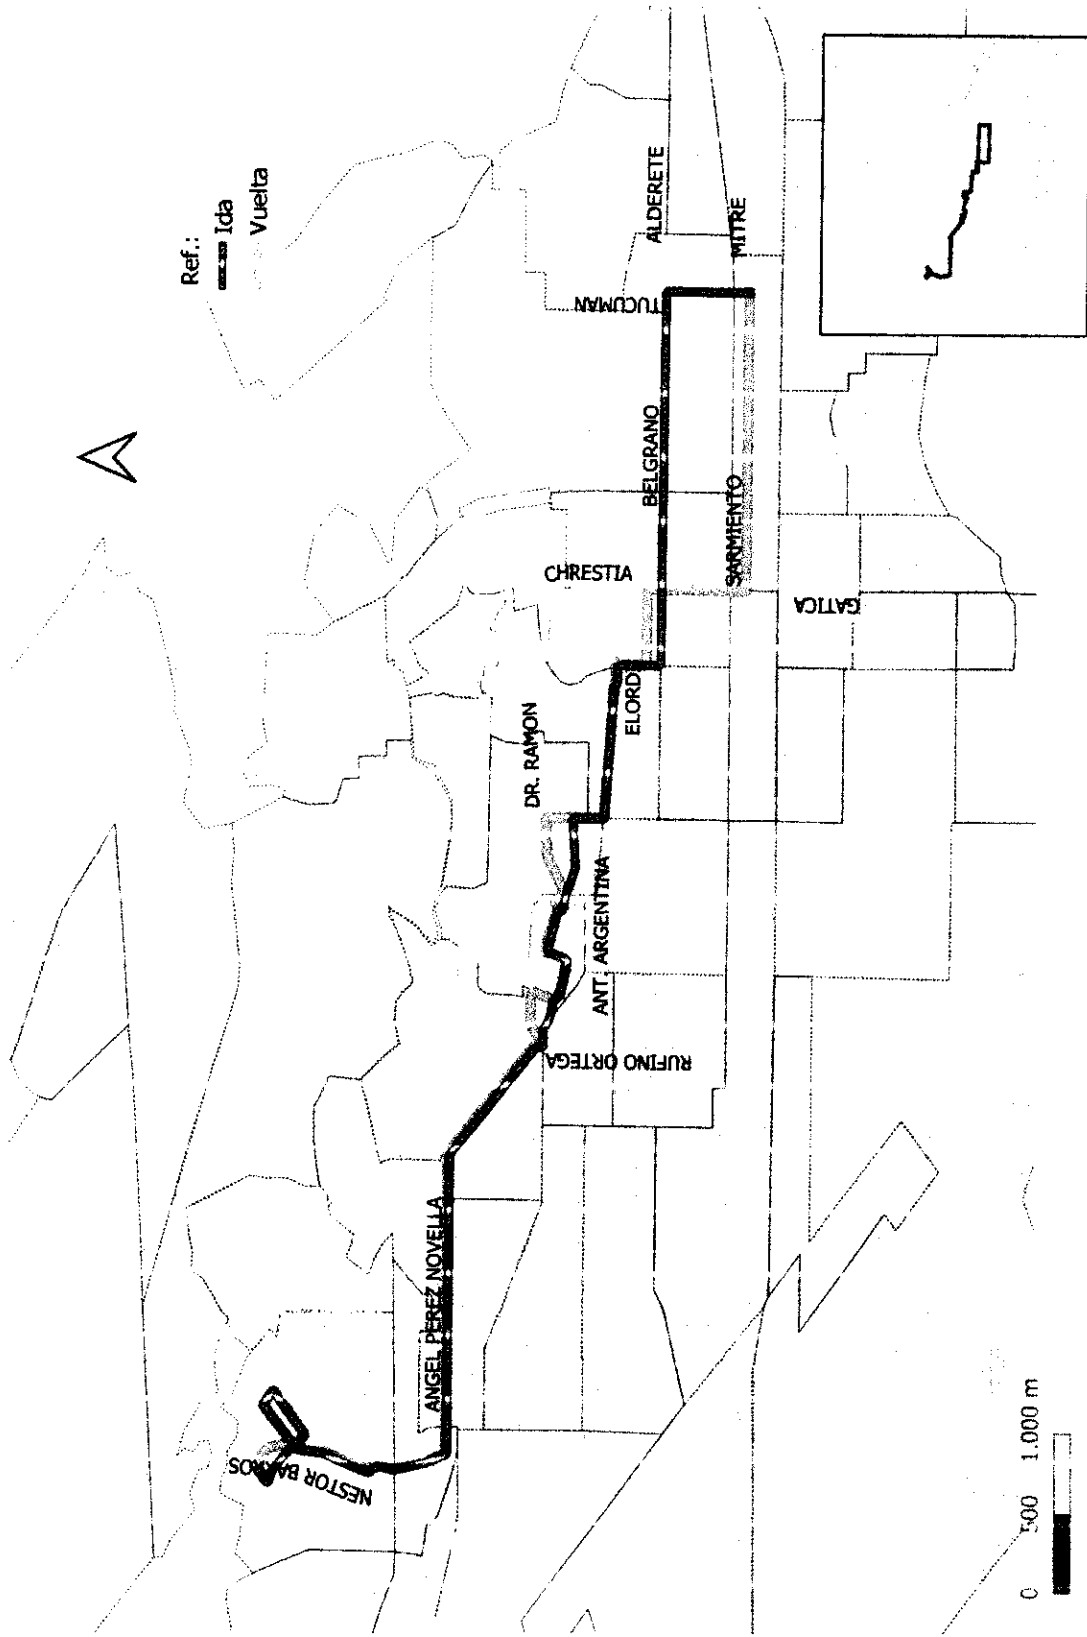 Ref.:
Ida
Vuelta
ALDERETE
MITRE
TUCUMAN
BELGRANO
SARMIENTO
CHRESTIA
GATICA
ELORD
DR. RAMON
ANT. ARGENTINA
RUFINO ORTEGA
ANGEL PEREZ NOVELLA
NESTOR BARROS
0 500 1.000 m